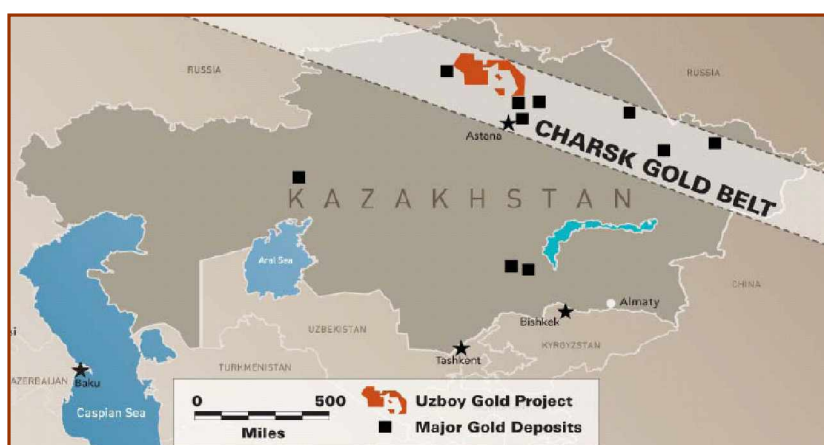 RUSSIA
RUSSIA
Astana
CHARSK GOLD BELT
KAZAKHSTAN
Aral Sea
CHINA
Almaty
Bishkek
UZBEKISTAN
KYRGYZSTAN
Tashkent
TURKMENISTAN
AZERBAIJAN
Baku
Caspian Sea
0 500
Miles
Uzboy Gold Project
Major Gold Deposits